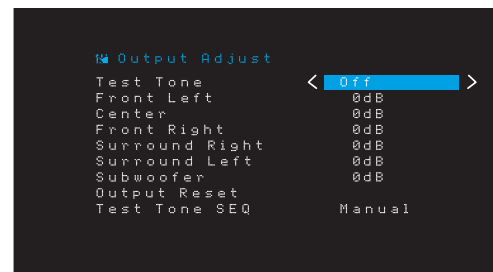 Output Adjust
Test Tone < Off >
Front Left 0dB
Center 0dB
Front Right 0dB
Surround Right 0dB
Surround Left 0dB
Subwoofer 0dB
Output Reset
Test Tone SEQ Manual